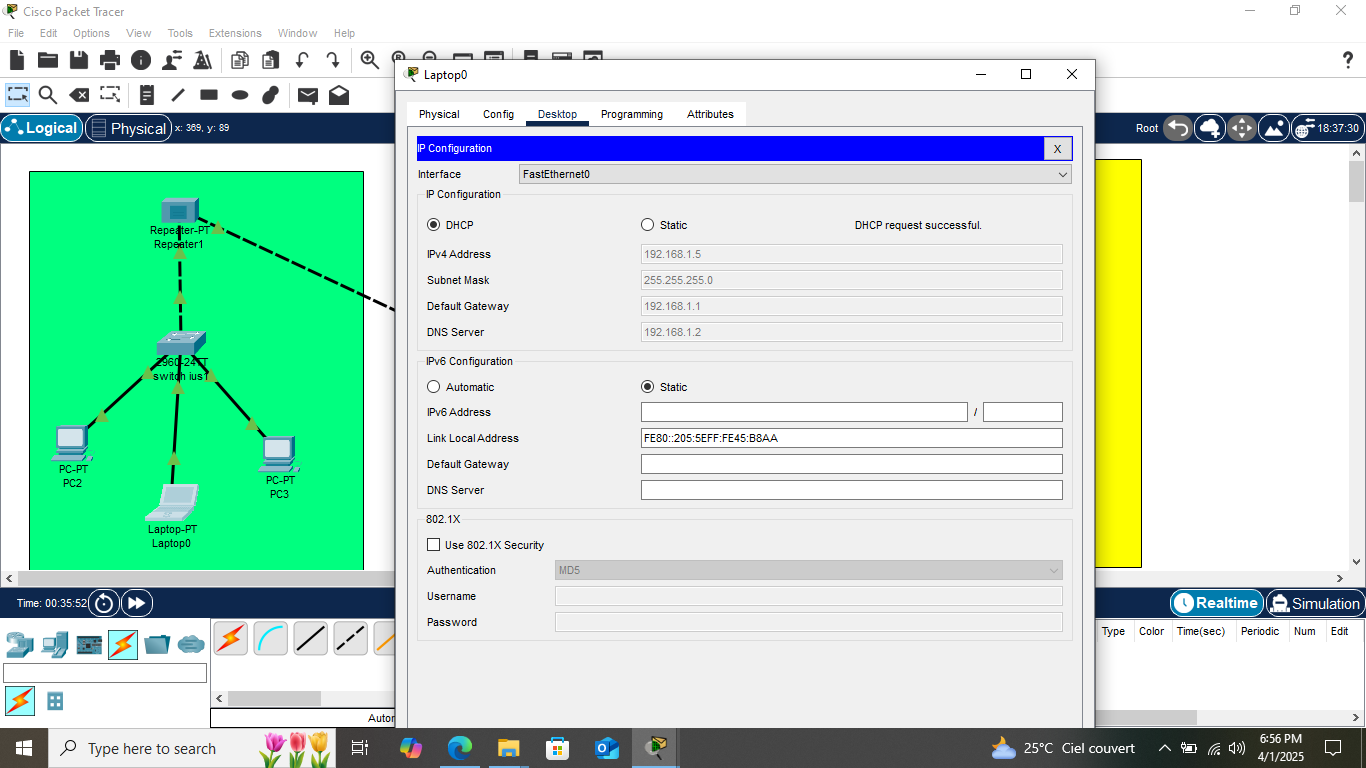 Cisco Packet Tracer
File Edit Options View Tools Extensions Window Help
?
Logical Physical x: 369, y: 89
Root 18:37:30
Laptop0
Physical Config Desktop Programming Attributes
IP Configuration X
Interface FastEthernet0
IP Configuration
DHCP Static DHCP request successful.
IPv4 Address 192.168.1.5
Subnet Mask 255.255.255.0
Default Gateway 192.168.1.1
DNS Server 192.168.1.2
IPv6 Configuration
Automatic Static
IPv6 Address /
Link Local Address FE80::205:5EFF:FE45:B8AA
Default Gateway
DNS Server
802.1X
Use 802.1X Security
Authentication MD5
Username
Password
Repeater-PT
Repeater1
2960-24TT
switch ius1
PC-PT
PC2
PC-PT
PC3
Laptop-PT
Laptop0
Time: 00:35:52
Realtime Simulation
Type Color Time(sec) Periodic Num Edit
Type here to search
25°C Ciel couvert
6:56 PM
4/1/2025